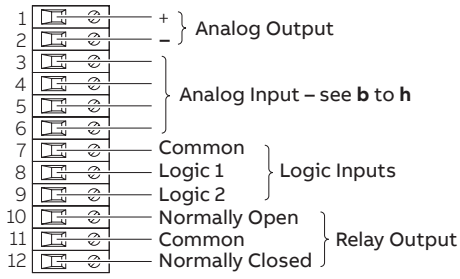 1 +
2 – Analog Output
3
4
5 Analog Input – see b to h
6
7 Common
8 Logic 1 Logic Inputs
9 Logic 2
10 Normally Open
11 Common Relay Output
12 Normally Closed